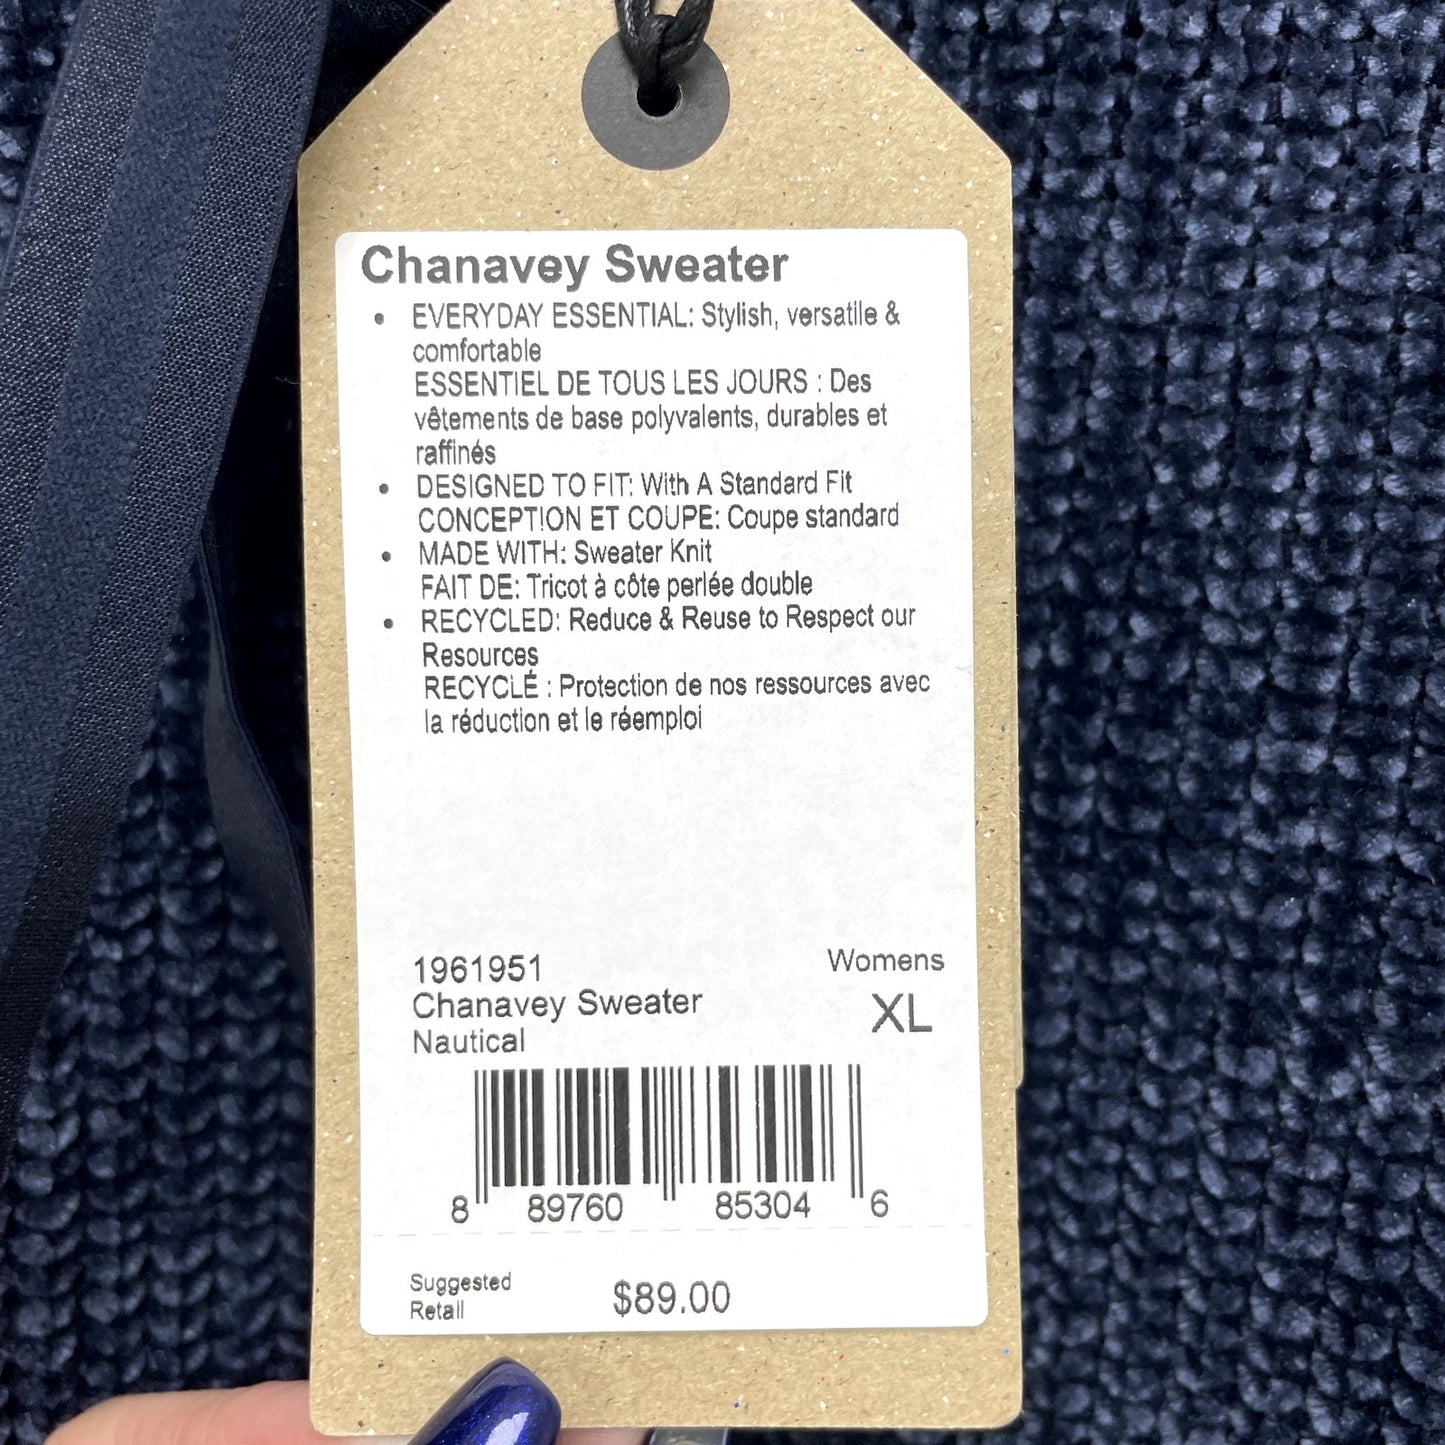 Chanavey Sweater
• EVERYDAY ESSENTIAL: Stylish, versatile &
comfortable
ESSENTIEL DE TOUS LES JOURS : Des
vêtements de base polyvalents, durables et
raffinés
• DESIGNED TO FIT: With A Standard Fit
CONCEPTION ET COUPE: Coupe standard
• MADE WITH: Sweater Knit
FAIT DE: Tricot à côte perlée double
• RECYCLED: Reduce & Reuse to Respect our
Resources
RECYCLÉ : Protection de nos ressources avec
la réduction et le réemploi
1961951
Womens
Chanavey Sweater
XL
Nautical
8 89760 85304 6
Suggested
Retail
$89.00